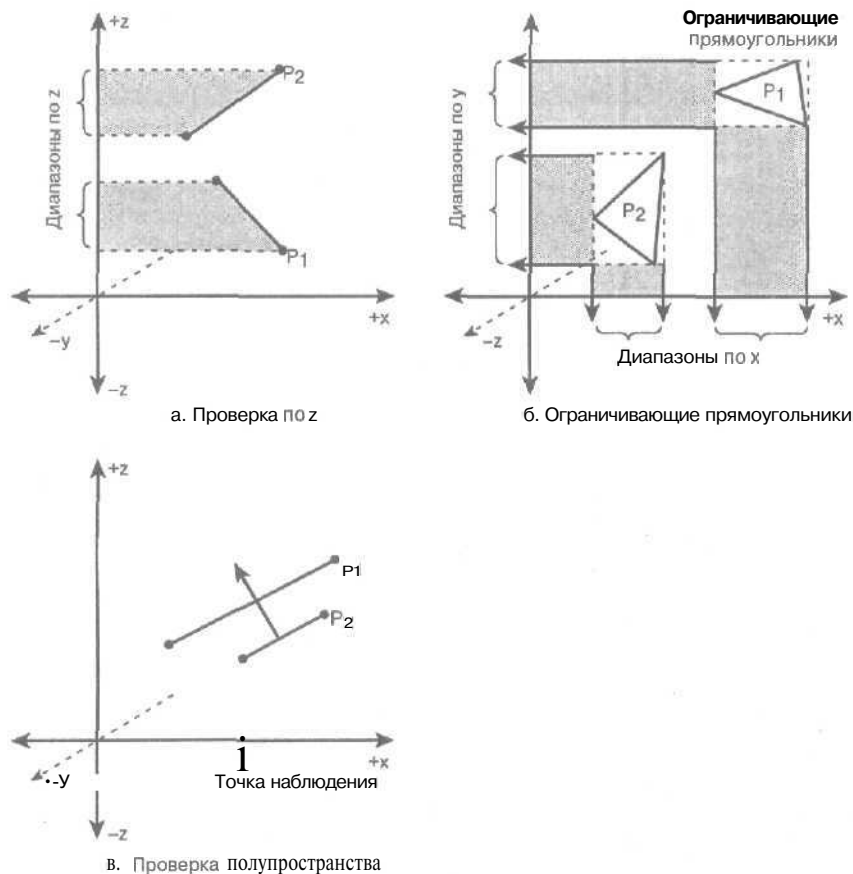 +z
P2
Диапазоны по z
P1
+x
-y
-z
а. Проверка по z
Ограничивающие
прямоугольники
Диапазоны по y
P1
P2
+x
-z
Диапазоны по x
б. Ограничивающие прямоугольники
+z
P1
P2
i
+x
•-У
Точка наблюдения
-z
в. Проверка полупространства